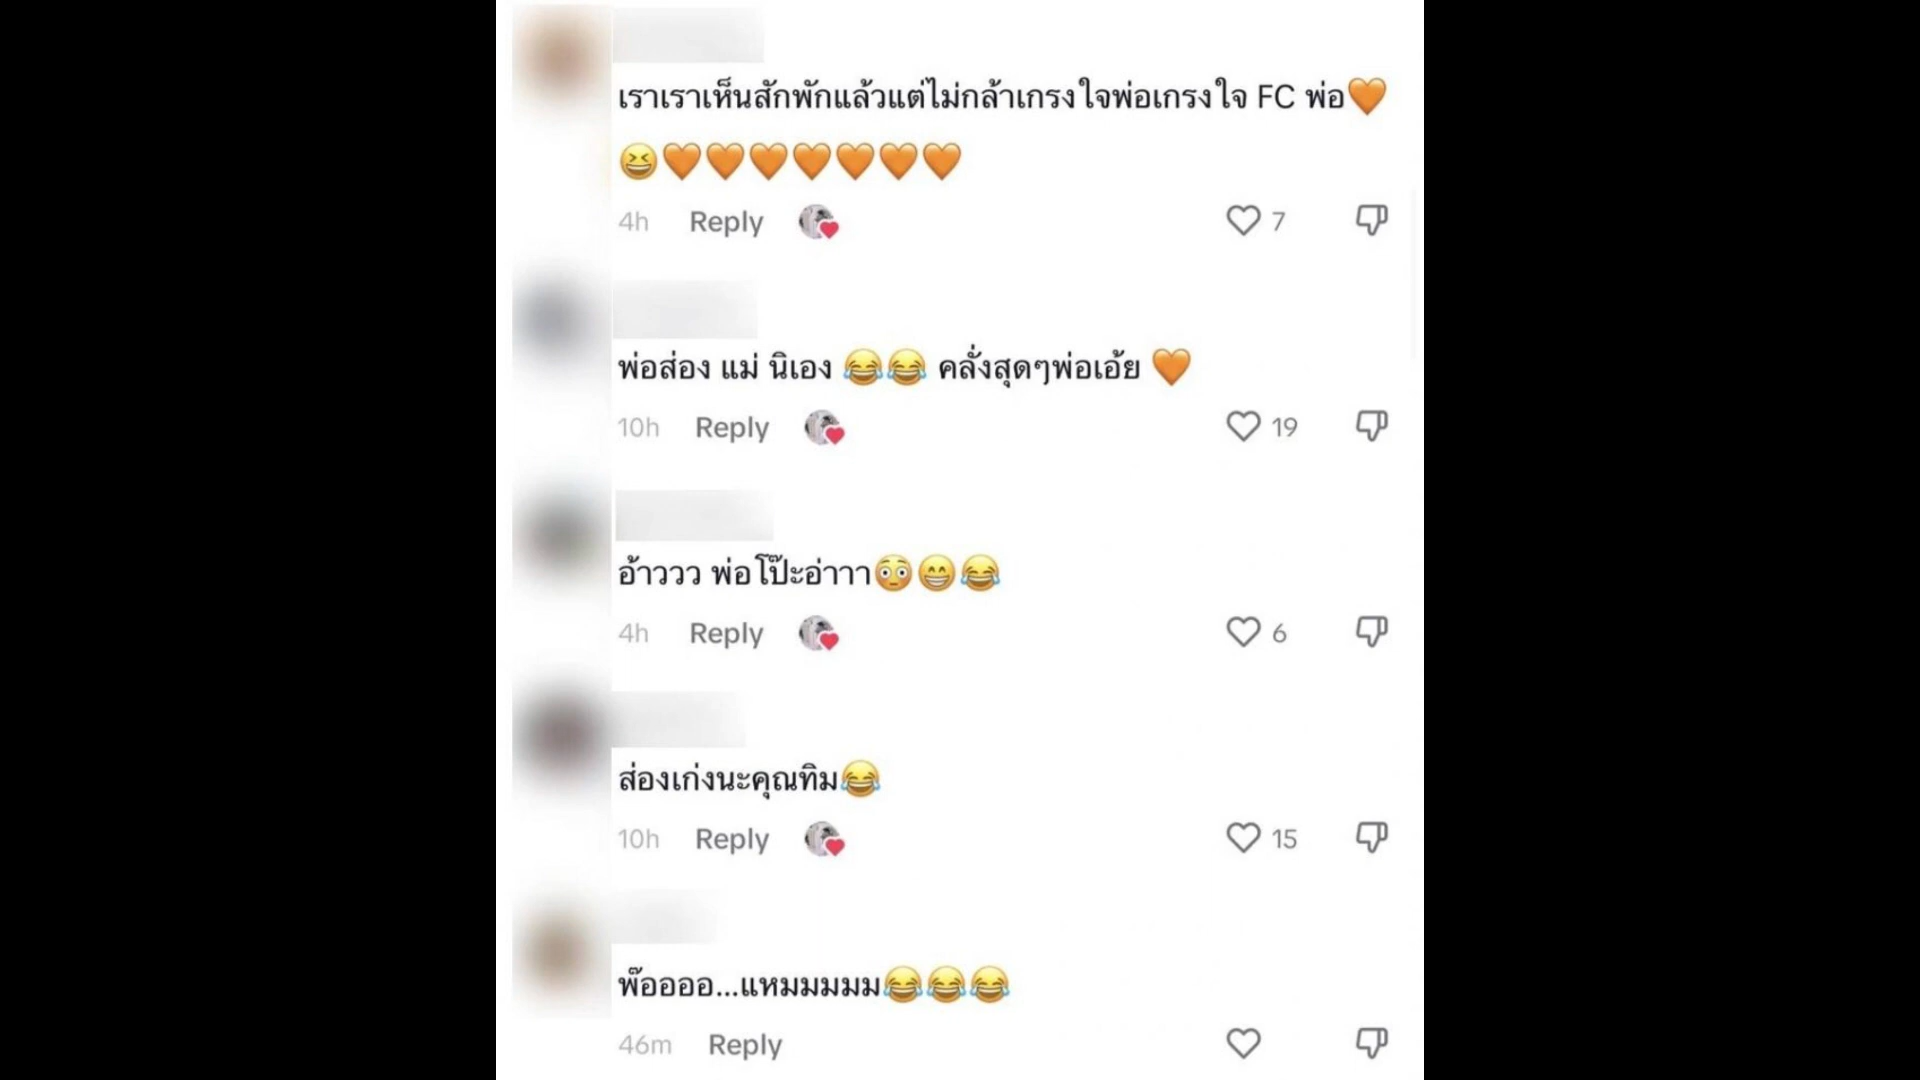 เราเราเห็นสักพักแล้วแต่ไม่กล้าเกรงใจพ่อเกรงใจ FC พ่อ🧡
😆🧡🧡🧡🧡🧡🧡🧡
4h Reply 7
พ่อส่อง แม่ นิเอง 😂😂 คลั่งสุดๆพ่อเอ้ย 🧡
10h Reply 19
อ้าววว พ่อโป๊ะอ่าาา😳😁😂
4h Reply 6
ส่องเก่งนะคุณทิม😂
10h Reply 15
พ๊ออออ...แหมมมมม😂😂😂
46m Reply